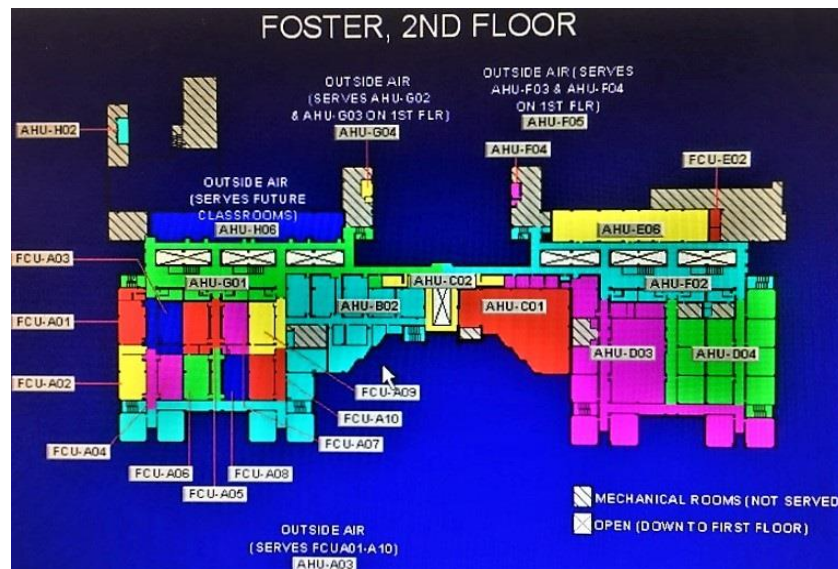 FOSTER, 2ND FLOOR
OUTSIDE AIR
(SERVES AHU-G02
& AHU-G03 ON 1ST FLR)
AHU-G04
OUTSIDE AIR (SERVES
AHU-F03 & AHU-F04
ON 1ST FLR)
AHU-F05
AHU-H02
AHU-F04
FCU-E02
OUTSIDE AIR
(SERVES FUTURE
CLASSROOMS)
AHU-H06
AHU-E06
FCU-A03
AHU-G01
AHU-C02
AHU-F02
AHU-B02
AHU-C01
FCU-A01
AHU-D03
AHU-D04
FCU-A02
FCU-A09
FCU-A10
FCU-A07
FCU-A04
FCU-A06
FCU-A08
FCU-A05
MECHANICAL ROOMS (NOT SERVED
OPEN (DOWN TO FIRST FLOOR)
OUTSIDE AIR
(SERVES FCUA01-A10)
AHU-A03